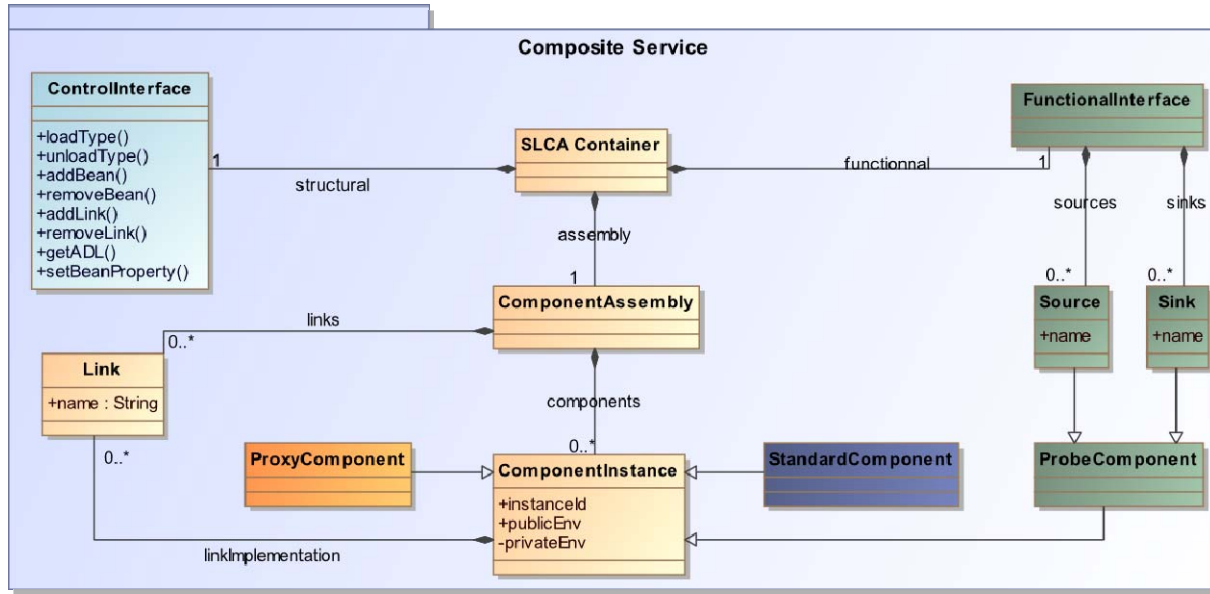 Composite Service
ControlInterface
+loadType()
+unloadType()
+addBean()
+removeBean()
+addLink()
+removeLink()
+getADL()
+setBeanProperty()
1
structural
SLCA Container
functionnal
1
FunctionalInterface
sources
sinks
assembly
1
0..*
0..*
ComponentAssembly
Source
+name
Sink
+name
links
0..*
Link
+name : String
0..*
components
0..*
ProxyComponent
ComponentInstance
+instanceId
+publicEnv
-privateEnv
StandardComponent
ProbeComponent
linkImplementation